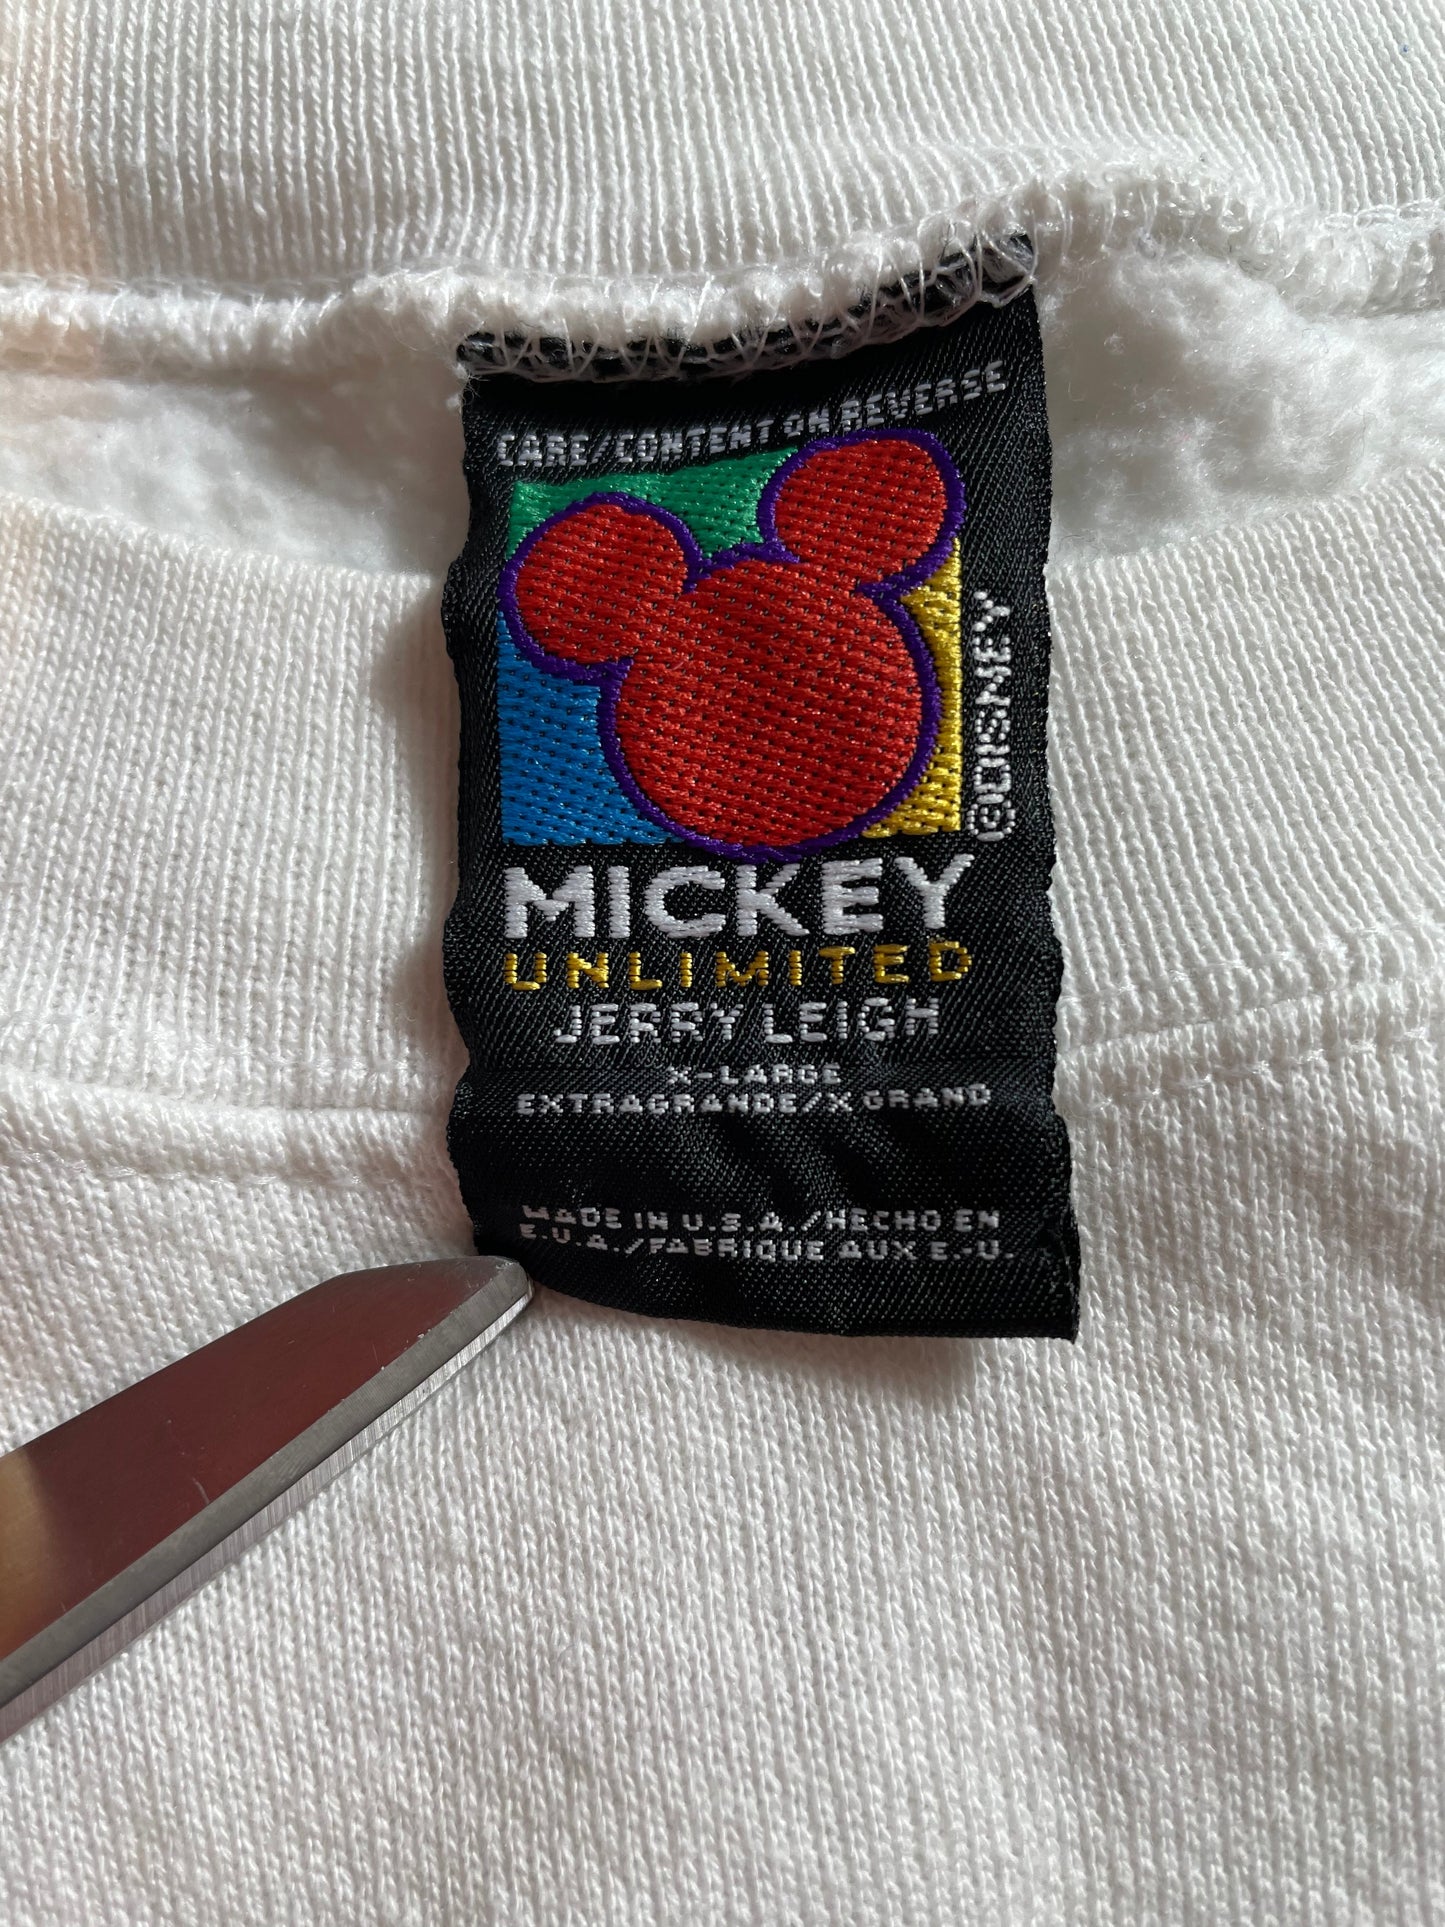 CARE/CONTENT ON REVERSE
©DISNEY
MICKEY
UNLIMITED
JERRY LEIGH
X-LARGE
EXTRAGRANDE/X GRAND
MADE IN U.S.A./HECHO EN
E.U.A./FABRIQUE AUX E.-U.